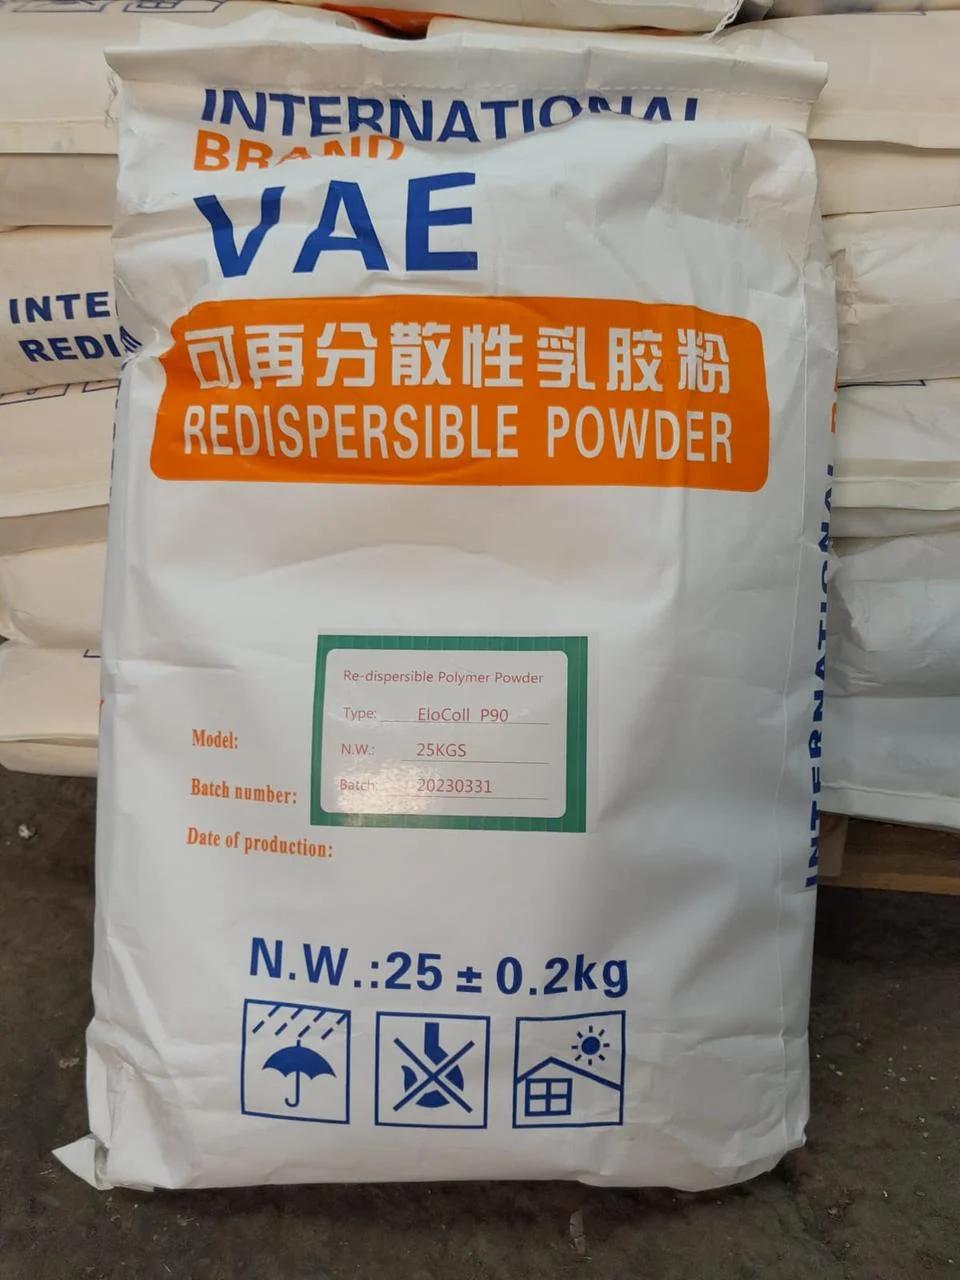 INTERNATIONAL
BRAND
VAE
可再分散性乳胶粉
REDISPERSIBLE POWDER
Re-dispersible Polymer Powder
Type: EloColl P90
N.W.: 25KGS
Batch: 20230331
Model:
Batch number:
Date of production:
N.W.:25±0.2kg
INTE
REDIA
INTERNATIONAL